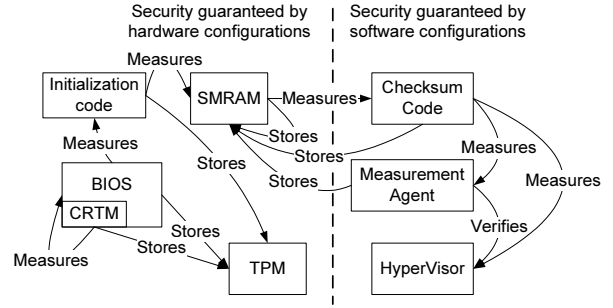 Security guaranteed by
hardware configurations
Security guaranteed by
software configurations
Measures
Initialization
code
SMRAM
Measures
Checksum
Code
Stores
Stores
Measures
Measures
Stores
Stores
Measurement
Agent
Measures
BIOS
CRTM
Stores
Stores
Verifies
Measures
TPM
HyperVisor